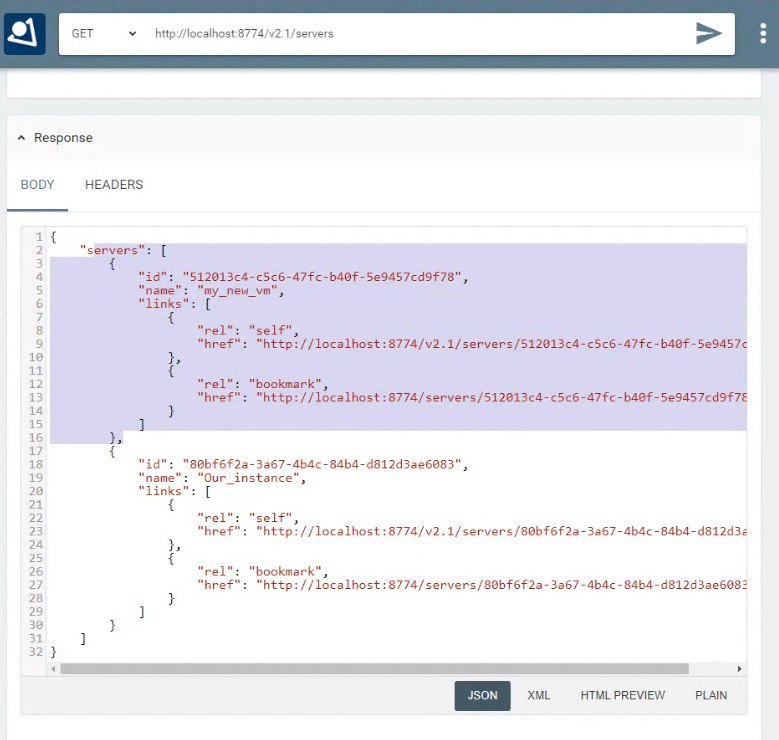 GET http://localhost:8774/v2.1/servers
Response
BODY HEADERS
1 {
2 "servers": [
3 {
4 "id": "512013c4-c5c6-47fc-b40f-5e9457cd9f78",
5 "name": "my_new_vm",
6 "links": [
7 {
8 "rel": "self",
9 "href": "http://localhost:8774/v2.1/servers/512013c4-c5c6-47fc-b40f-5e9457c
10 },
11 {
12 "rel": "bookmark",
13 "href": "http://localhost:8774/servers/512013c4-c5c6-47fc-b40f-5e9457cd9f78
14 }
15 ]
16 },
17 {
18 "id": "80bf6f2a-3a67-4b4c-84b4-d812d3ae6083",
19 "name": "Our_instance",
20 "links": [
21 {
22 "rel": "self",
23 "href": "http://localhost:8774/v2.1/servers/80bf6f2a-3a67-4b4c-84b4-d812d3a
24 },
25 {
26 "rel": "bookmark",
27 "href": "http://localhost:8774/servers/80bf6f2a-3a67-4b4c-84b4-d812d3ae6083
28 }
29 ]
30 }
31 ]
32 }
JSON XML HTML PREVIEW PLAIN